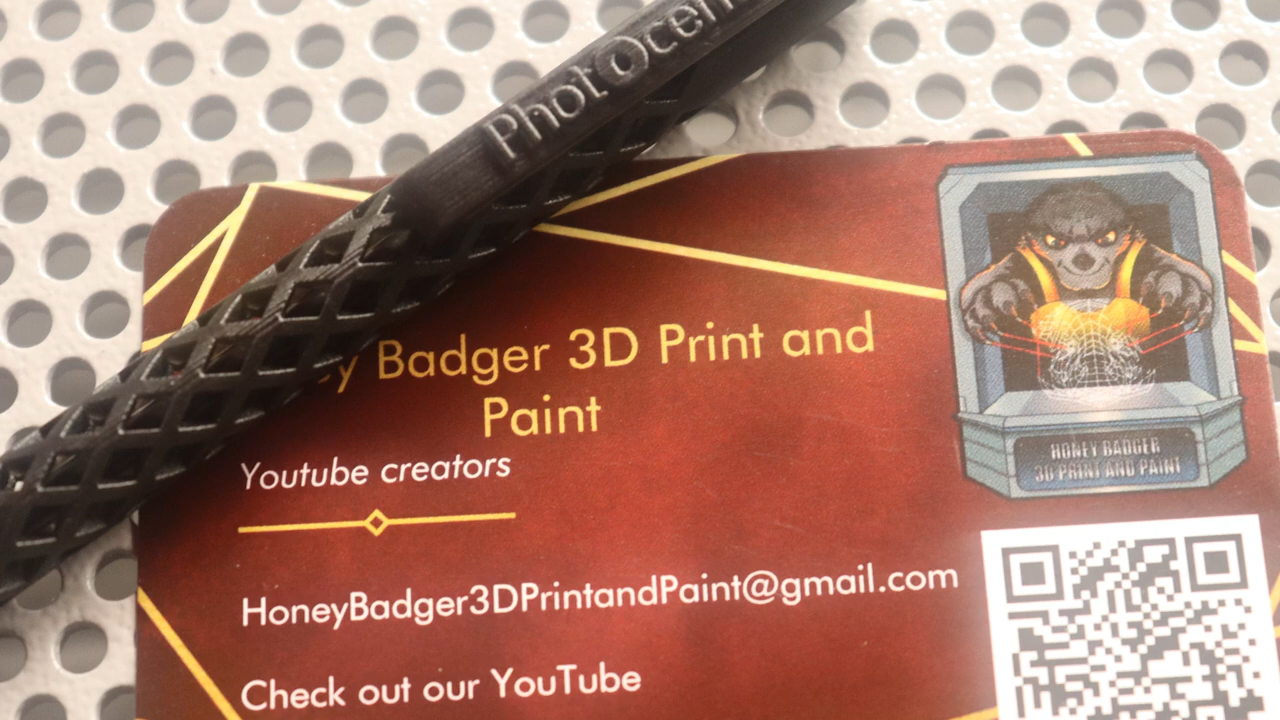 PhotOcen
ey Badger 3D Print and
Paint
Youtube creators
HoneyBadger3DPrintandPaint@gmail.com
Check out our YouTube
HONEY BADGER
3D PRINT AND PAINT